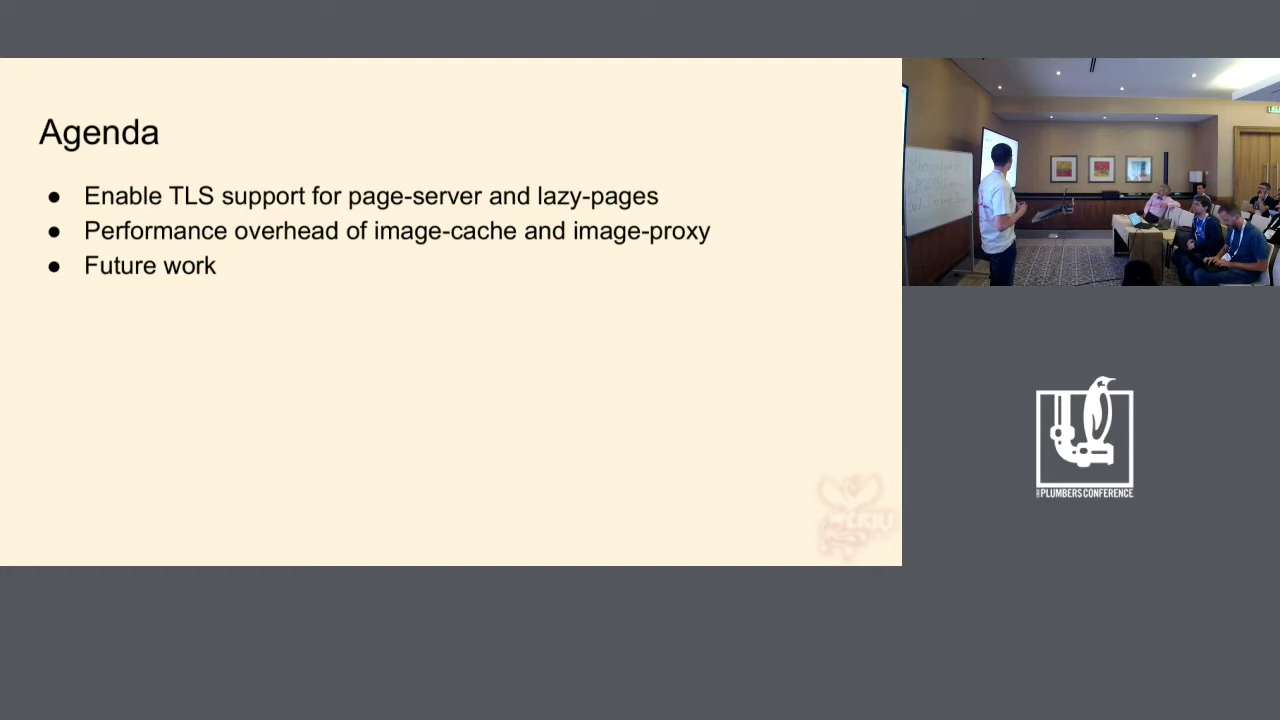 Agenda
● Enable TLS support for page-server and lazy-pages
● Performance overhead of image-cache and image-proxy
● Future work
CRIU
PLUMBERS CONFERENCE